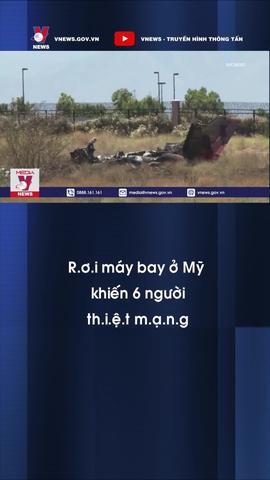 VNEWS
VNEWS.GOV.VN
VNEWS - TRUYỀN HÌNH THÔNG TẤN
MEDIA
NEWS
0888.161.161
media@vnews.gov.vn
vnews.gov.vn
R.ơ.i máy bay ở Mỹ
khiến 6 người
th.i.ệ.t m.ạ.n.g